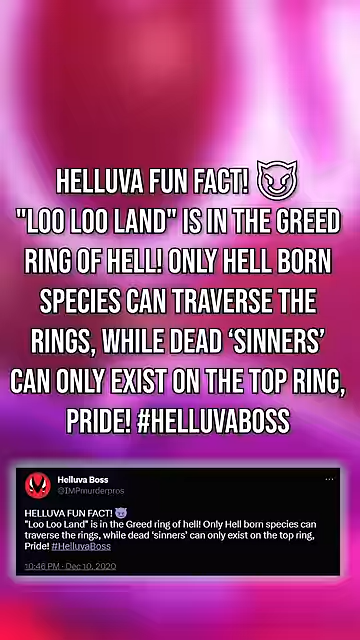 HELLUVA FUN FACT! 😈
"LOO LOO LAND" IS IN THE GREED
RING OF HELL! ONLY HELL BORN
SPECIES CAN TRAVERSE THE
RINGS, WHILE DEAD ‘SINNERS’
CAN ONLY EXIST ON THE TOP RING,
PRIDE! #HELLUVABOSS
Helluva Boss
@IMPmurderpros
HELLUVA FUN FACT! 😈
"Loo Loo Land" is in the Greed ring of hell! Only Hell born species can
traverse the rings, while dead ‘sinners’ can only exist on the top ring,
Pride! #HelluvaBoss
10:46 PM · Dec 10, 2020